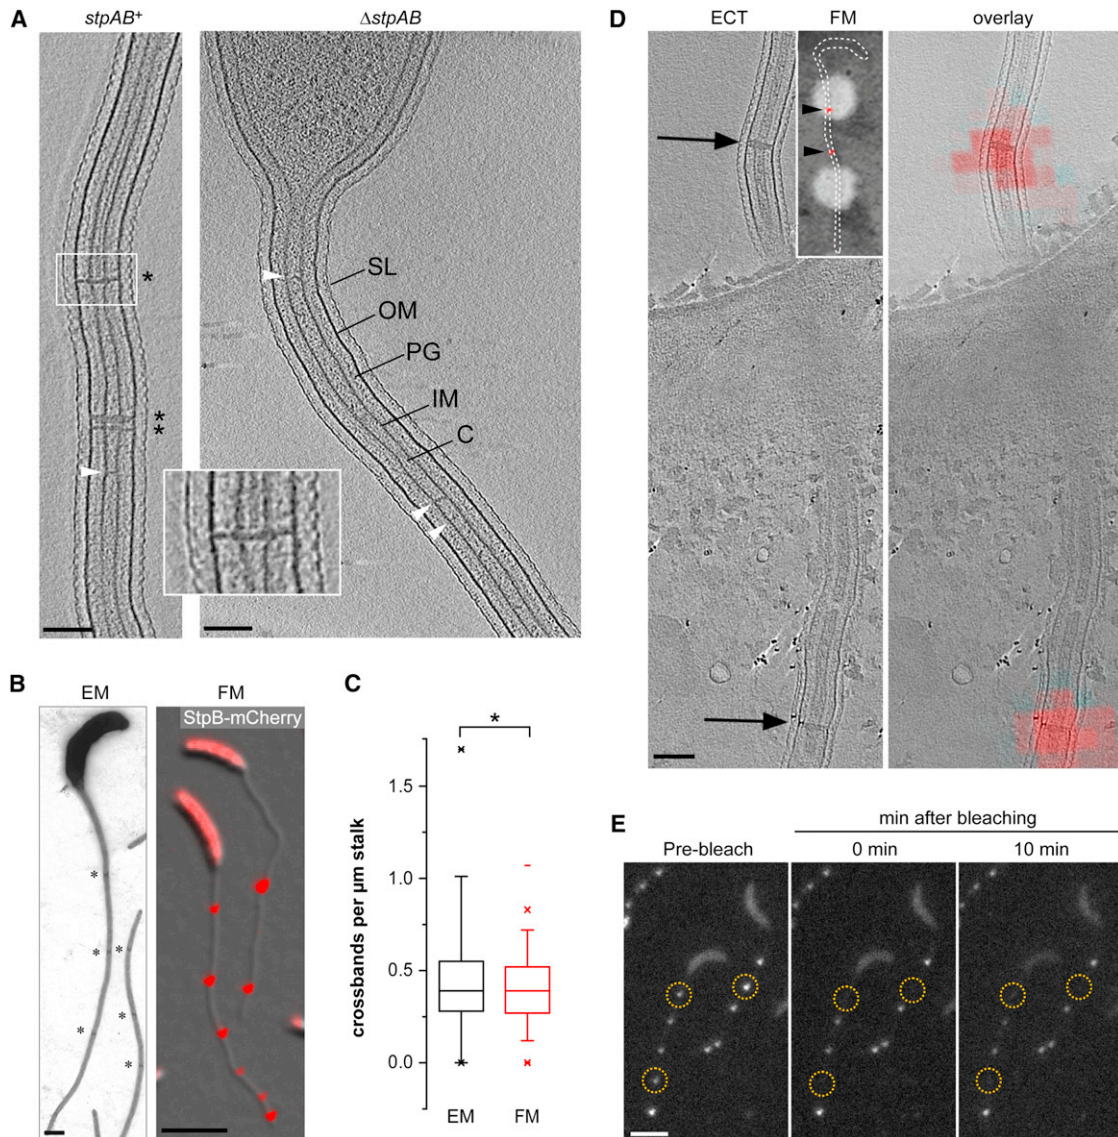 A
stpAB⁺
ΔstpAB
*
*
*
SL
OM
PG
IM
C
B
EM
FM
StpB-mCherry
*
* *
*
*
*
C
crossbands per µm stalk
1.5
1.0
0.5
0.0
*
EM FM
D
ECT FM overlay
E
min after bleaching
Pre-bleach 0 min 10 min